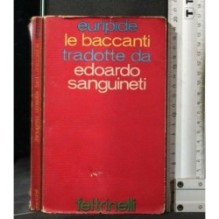 euripide
le baccanti
tradotte da
edoardo
sanguineti
feltrinelli